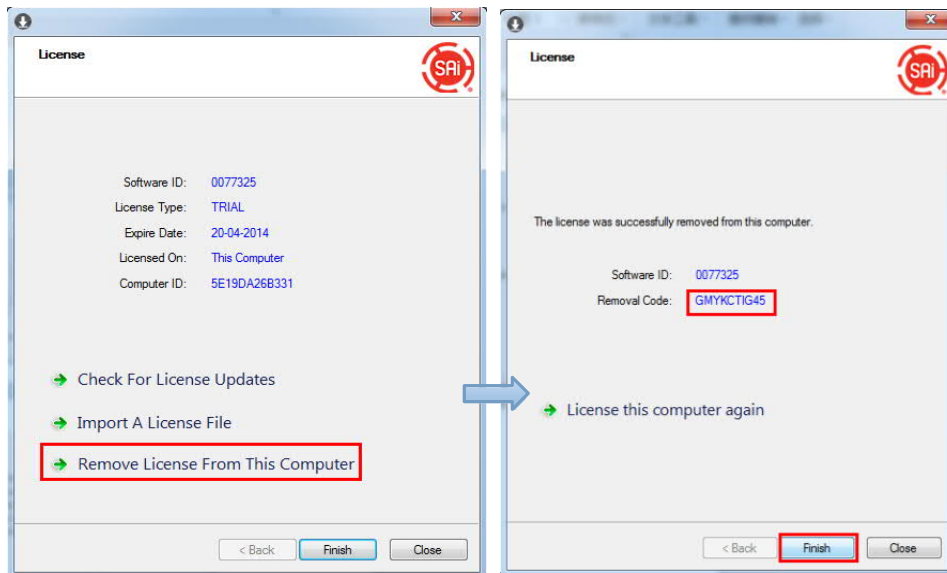 License
SAi
Software ID: 0077325
License Type: TRIAL
Expire Date: 20-04-2014
Licensed On: This Computer
Computer ID: 5E19DA26B331
Check For License Updates
Import A License File
Remove License From This Computer
< Back Finish Close
License
SAi
The license was successfully removed from this computer.
Software ID: 0077325
Removal Code: GMYKCTIG45
License this computer again
< Back Finish Close